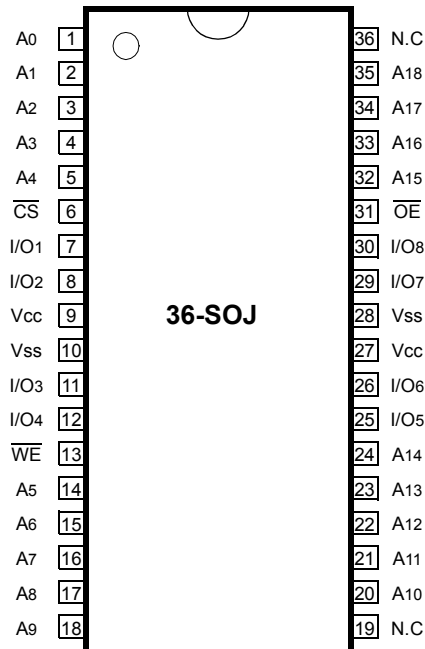 A0 1 36 N.C
A1 2 35 A18
A2 3 34 A17
A3 4 33 A16
A4 5 32 A15
C̅S̅ 6 31 O̅E̅
I/O1 7 30 I/O8
I/O2 8 29 I/O7
Vcc 9 36-SOJ 28 Vss
Vss 10 27 Vcc
I/O3 11 26 I/O6
I/O4 12 25 I/O5
W̅E̅ 13 24 A14
A5 14 23 A13
A6 15 22 A12
A7 16 21 A11
A8 17 20 A10
A9 18 19 N.C